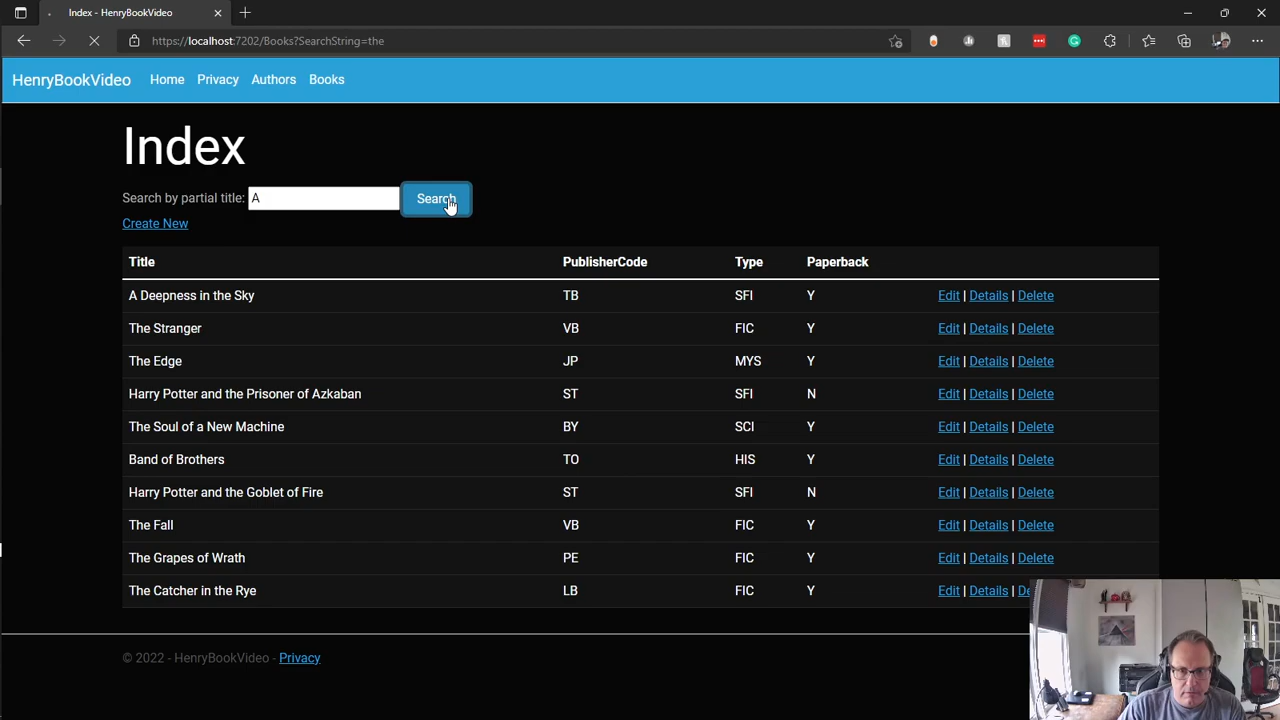 Index - HenryBookVideo
https://localhost:7202/Books?SearchString=the
HenryBookVideo Home Privacy Authors Books
Index
Search by partial title: A Search
Create New
Title PublisherCode Type Paperback
A Deepness in the Sky TB SFI Y Edit | Details | Delete
The Stranger VB FIC Y Edit | Details | Delete
The Edge JP MYS Y Edit | Details | Delete
Harry Potter and the Prisoner of Azkaban ST SFI N Edit | Details | Delete
The Soul of a New Machine BY SCI Y Edit | Details | Delete
Band of Brothers TO HIS Y Edit | Details | Delete
Harry Potter and the Goblet of Fire ST SFI N Edit | Details | Delete
The Fall VB FIC Y Edit | Details | Delete
The Grapes of Wrath PE FIC Y Edit | Details | Delete
The Catcher in the Rye LB FIC Y Edit | Details |
© 2022 - HenryBookVideo - Privacy